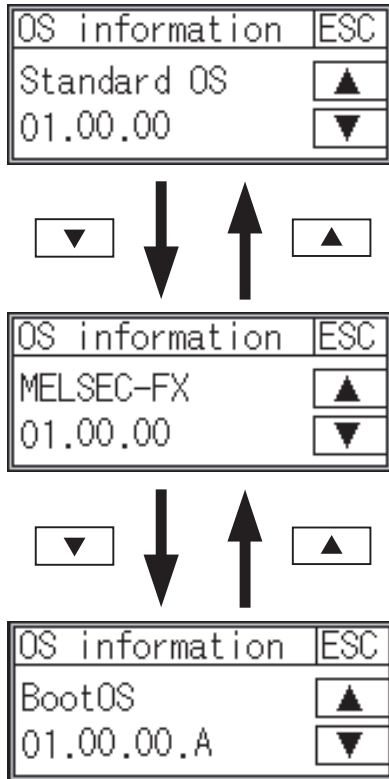 OS information ESC
Standard OS ▲
01.00.00 ▼
▼ ▲
OS information ESC
MELSEC-FX ▲
01.00.00 ▼
▼ ▲
OS information ESC
BootOS ▲
01.00.00.A ▼